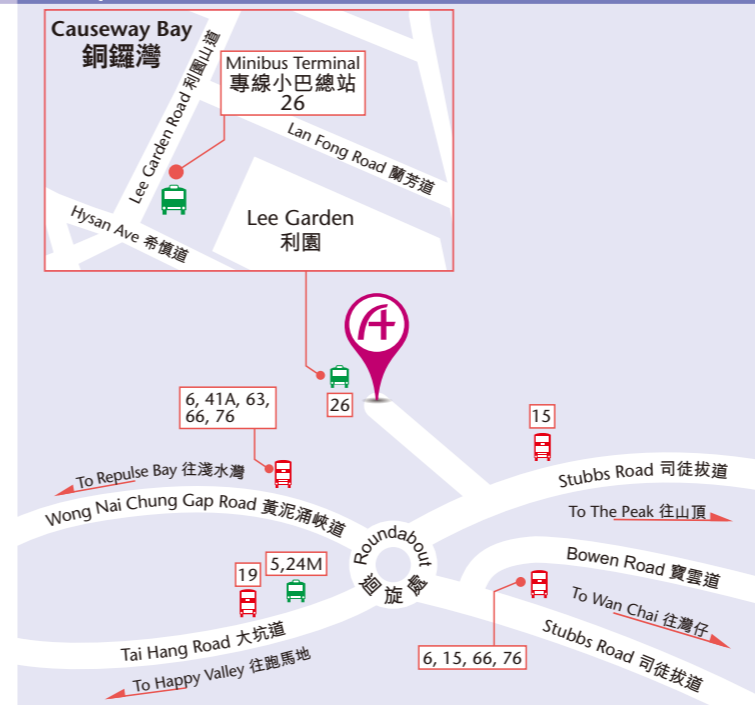 Causeway Bay
銅鑼灣
Lee Garden Road 利園山道
Minibus Terminal
專線小巴總站
26
Lan Fong Road 蘭芳道
Hysan Ave 希慎道
Lee Garden
利園
26
6, 41A, 63,
66, 76
15
To Repulse Bay 往淺水灣
Wong Nai Chung Gap Road 黃泥涌峽道
Stubbs Road 司徒拔道
To The Peak 往山頂
Roundabout
迴旋處
Bowen Road 寶雲道
19
5,24M
To Wan Chai 往灣仔
Tai Hang Road 大坑道
6, 15, 66, 76
Stubbs Road 司徒拔道
To Happy Valley 往跑馬地